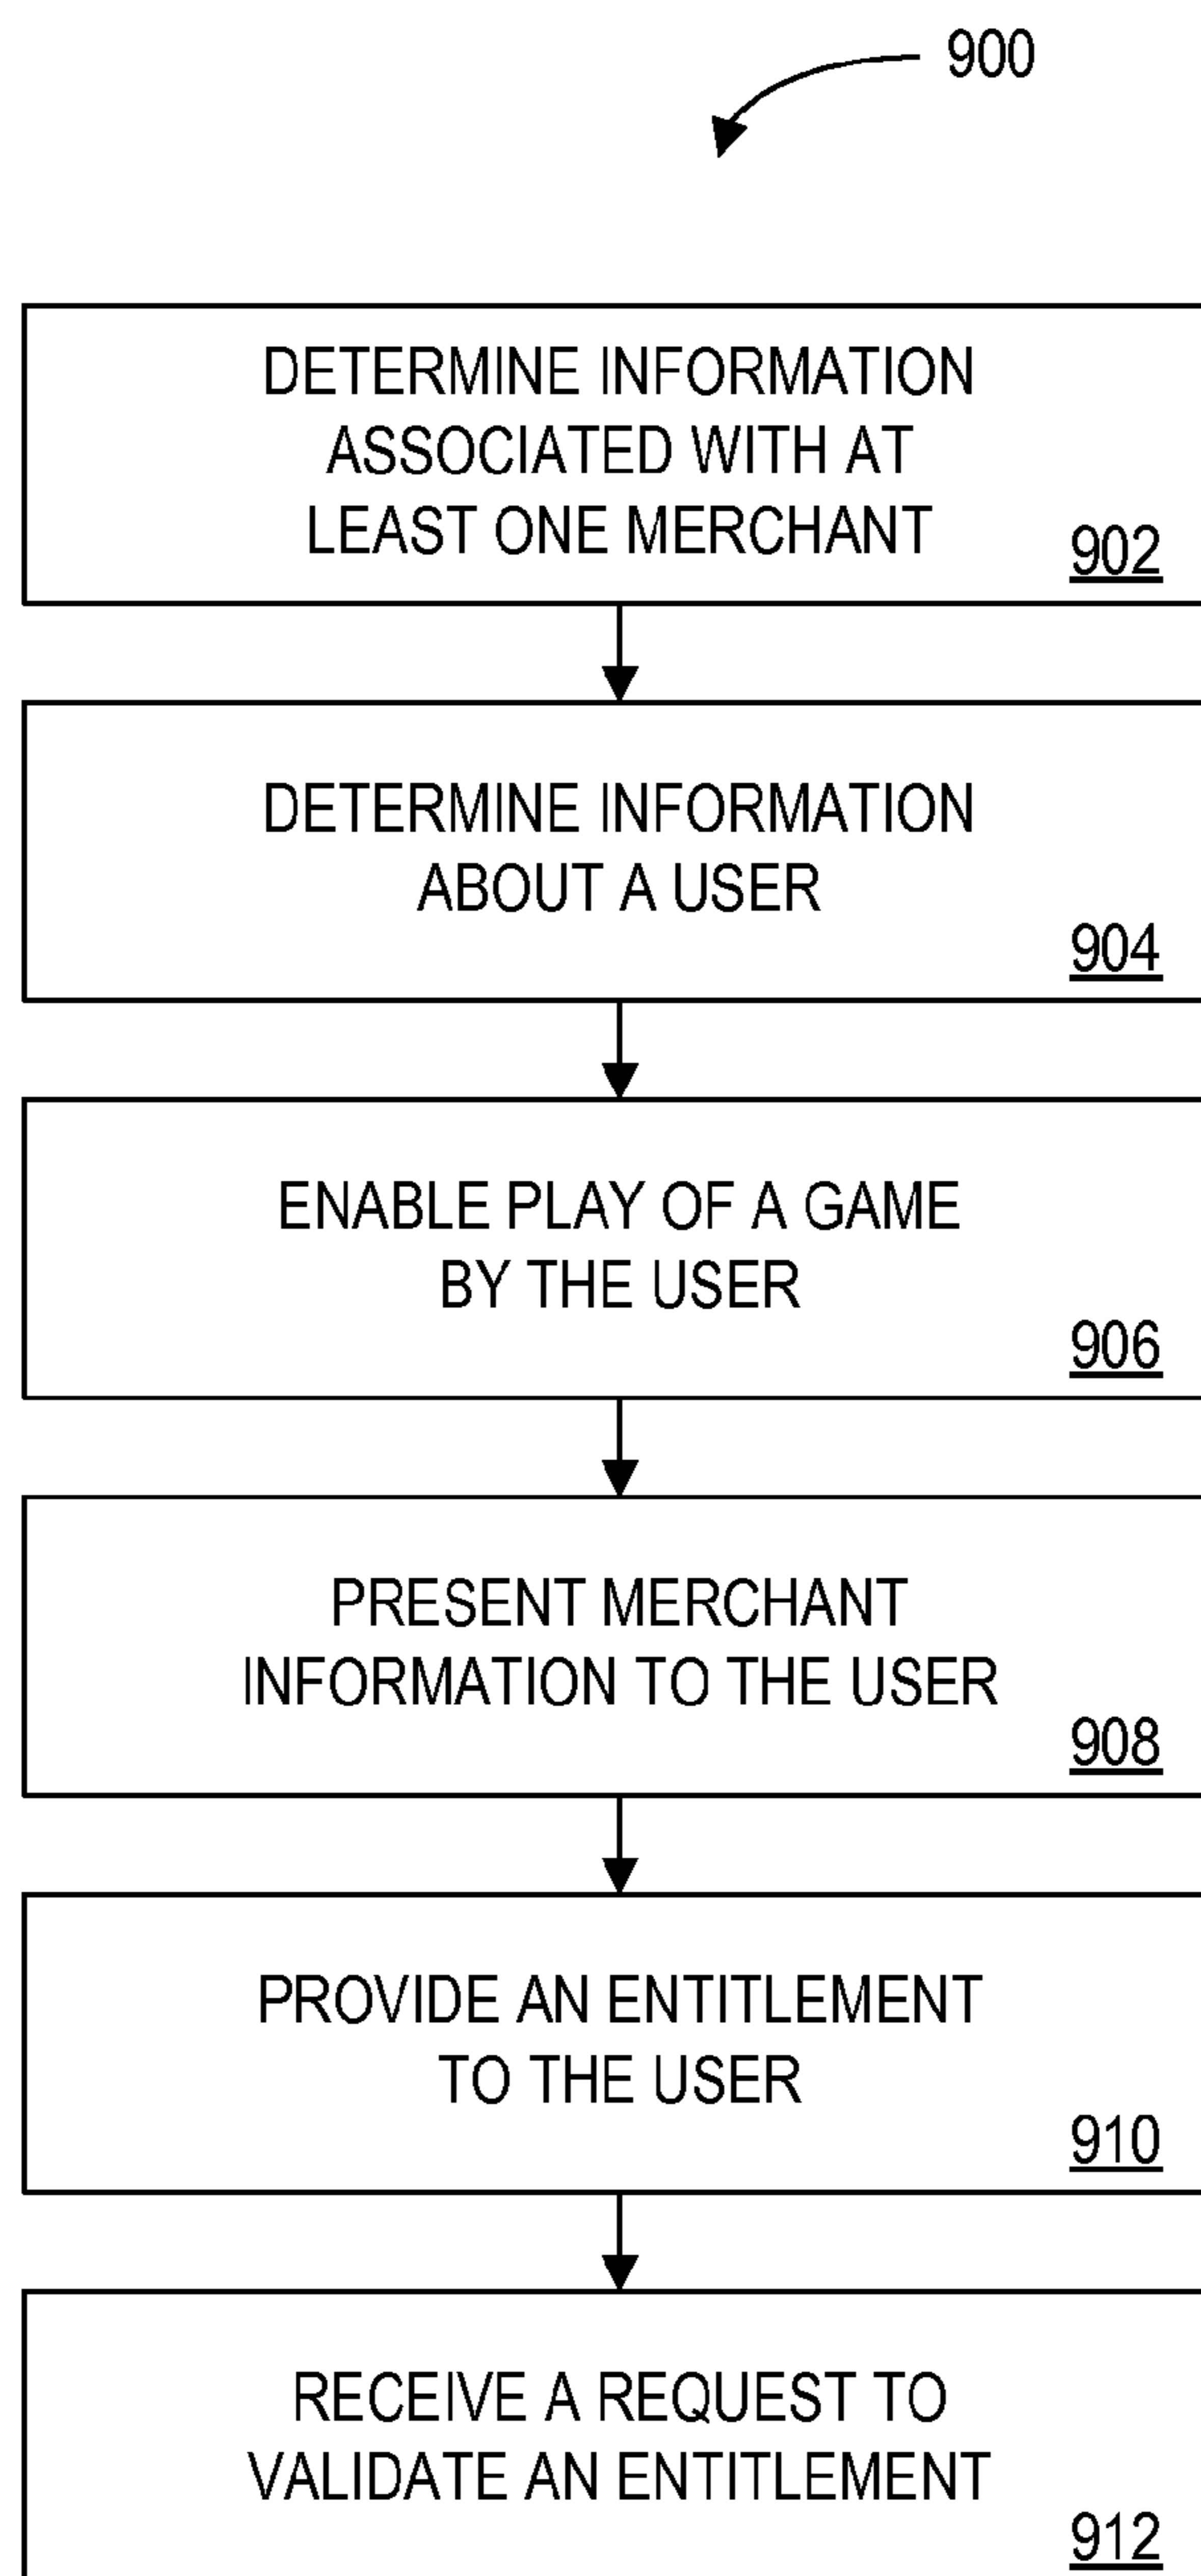 900
DETERMINE INFORMATION
ASSOCIATED WITH AT
LEAST ONE MERCHANT
902
DETERMINE INFORMATION
ABOUT A USER
904
ENABLE PLAY OF A GAME
BY THE USER
906
PRESENT MERCHANT
INFORMATION TO THE USER
908
PROVIDE AN ENTITLEMENT
TO THE USER
910
RECEIVE A REQUEST TO
VALIDATE AN ENTITLEMENT
912